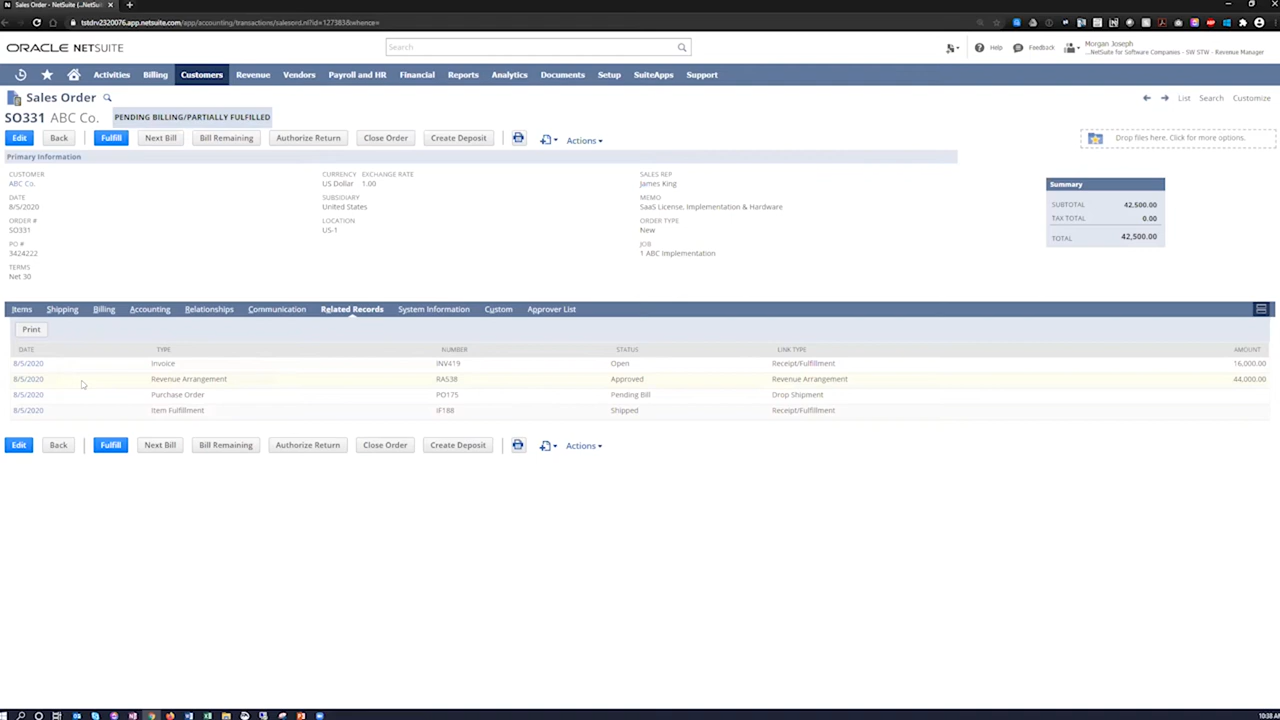 Sales Order - NetSuite (...NetSuite
tstdrv2320076.app.netsuite.com/app/accounting/transactions/salesord.nl?id=127383&whence=
ORACLE NETSUITE
Search
Help
Feedback
Morgan Joseph
...NetSuite for Software Companies - SW STW - Revenue Manager
Activities Billing Customers Revenue Vendors Payroll and HR Financial Reports Analytics Documents Setup SuiteApps Support
Sales Order
List Search Customize
SO331 ABC Co. PENDING BILLING/PARTIALLY FULFILLED
Edit Back Fulfill Next Bill Bill Remaining Authorize Return Close Order Create Deposit Actions
Drop files here. Click for more options.
Primary Information
CUSTOMER
ABC Co.
DATE
8/5/2020
ORDER #
SO331
PO #
3424222
TERMS
Net 30
CURRENCY EXCHANGE RATE
US Dollar 1.00
SUBSIDIARY
United States
LOCATION
US-1
SALES REP
James King
MEMO
SaaS License, Implementation & Hardware
ORDER TYPE
New
JOB
1 ABC Implementation
Summary
SUBTOTAL 42,500.00
TAX TOTAL 0.00
TOTAL 42,500.00
Items Shipping Billing Accounting Relationships Communication Related Records System Information Custom Approver List
Print
DATE TYPE NUMBER STATUS LINK TYPE AMOUNT
8/5/2020 Invoice INV419 Open Receipt/Fulfillment 16,000.00
8/5/2020 Revenue Arrangement RA538 Approved Revenue Arrangement 44,000.00
8/5/2020 Purchase Order PO175 Pending Bill Drop Shipment
8/5/2020 Item Fulfillment IF188 Shipped Receipt/Fulfillment
Edit Back Fulfill Next Bill Bill Remaining Authorize Return Close Order Create Deposit Actions
10:38 AM